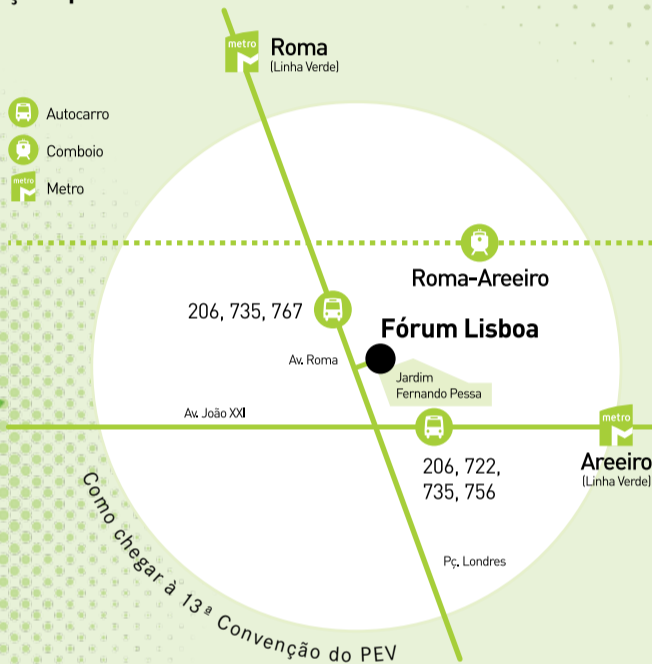 metro
Roma
(Linha Verde)
Autocarro
Comboio
metro
Metro
Roma-Areeiro
206, 735, 767
Fórum Lisboa
Av. Roma
Jardim
Fernando Pessa
Av. João XXI
metro
206, 722,
735, 756
Areeiro
(Linha Verde)
Pç. Londres
Como chegar à 13ª Convenção do PEV